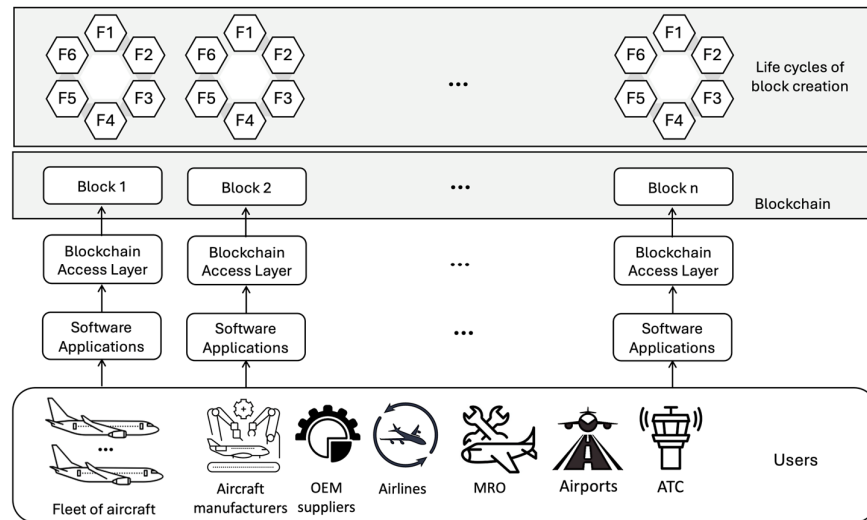 F1
F6
F2
F5
F3
F4
F1
F6
F2
F5
F3
F4
...
F1
F6
F2
F5
F3
F4
Life cycles of
block creation
Block 1
Block 2
...
Block n
Blockchain
Blockchain
Access Layer
Blockchain
Access Layer
...
Blockchain
Access Layer
Software
Applications
Software
Applications
...
Software
Applications
...
Fleet of aircraft
Aircraft
manufacturers
OEM
suppliers
Airlines
MRO
Airports
ATC
Users